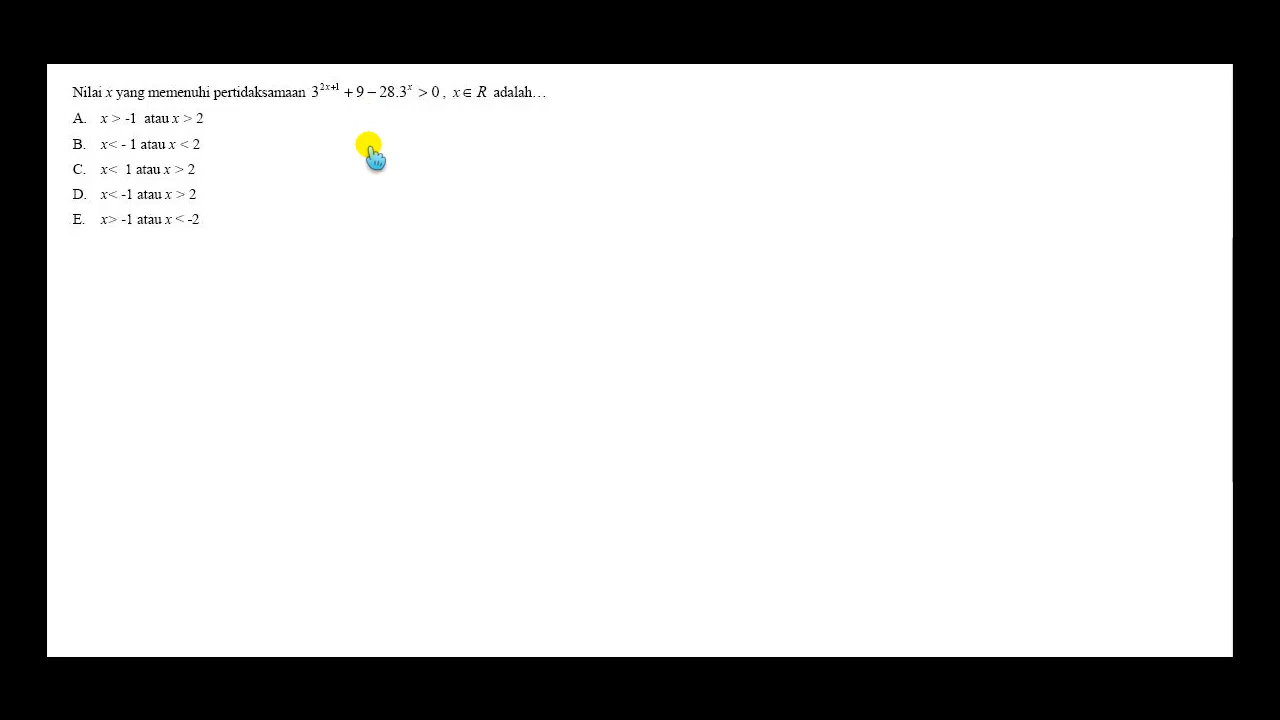 Nilai x yang memenuhi pertidaksamaan 3^{2x+1} + 9 − 28.3^x > 0 , x ∈ R adalah…
A. x > -1 atau x > 2
B. x< - 1 atau x < 2
C. x< 1 atau x > 2
D. x< -1 atau x > 2
E. x> -1 atau x < -2